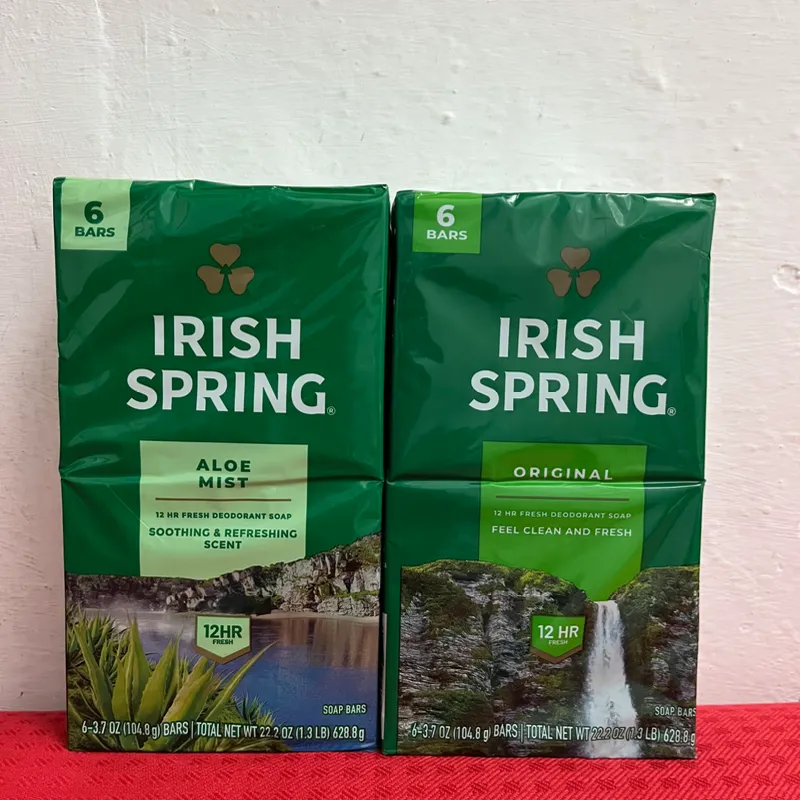 6
BARS
IRISH
SPRING®
ALOE
MIST
12 HR FRESH DEODORANT SOAP
SOOTHING & REFRESHING
SCENT
12HR
FRESH
SOAP BARS
6-3.7 OZ (104.8 g) BARS | TOTAL NET WT 22.2 OZ (1.3 LB) 628.8g
6
BARS
IRISH
SPRING®
ORIGINAL
12 HR FRESH DEODORANT SOAP
FEEL CLEAN AND FRESH
12 HR
FRESH
SOAP BARS
6-3.7 OZ (104.8 g) BARS | TOTAL NET WT 22.2 OZ (1.3 LB) 628.8g